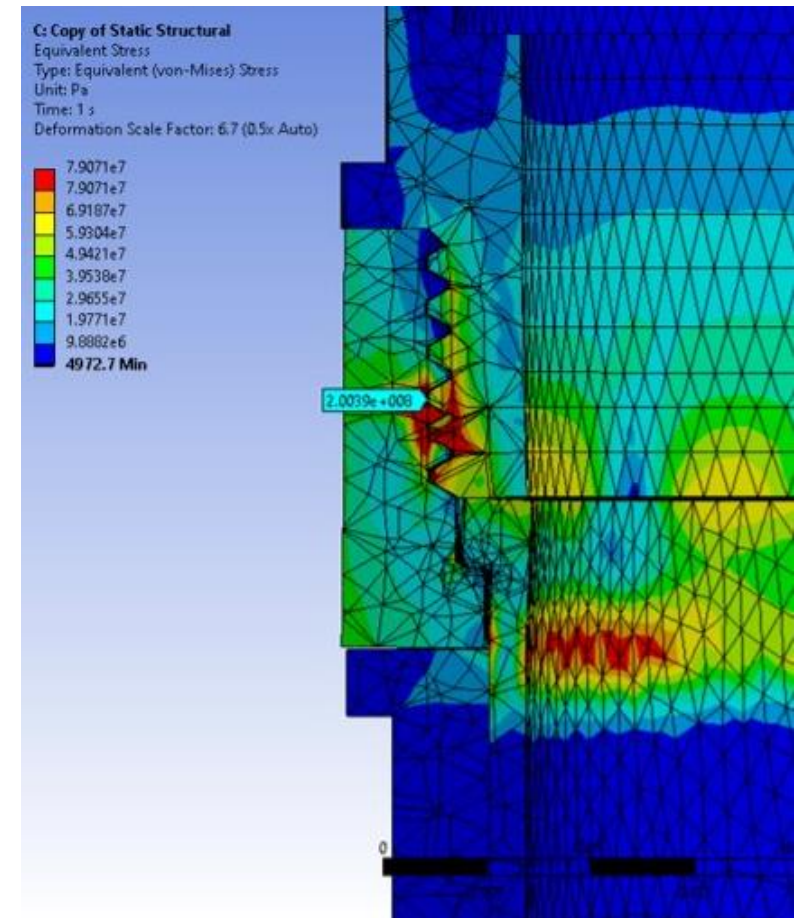 C: Copy of Static Structural
Equivalent Stress
Type: Equivalent (von-Mises) Stress
Unit: Pa
Time: 1 s
Deformation Scale Factor: 6.7 (0.5x Auto)
7.9071e7
7.9071e7
6.9187e7
5.9304e7
4.9421e7
3.9538e7
2.9655e7
1.9771e7
9.8882e6
4972.7 Min
2.0039e+008
0